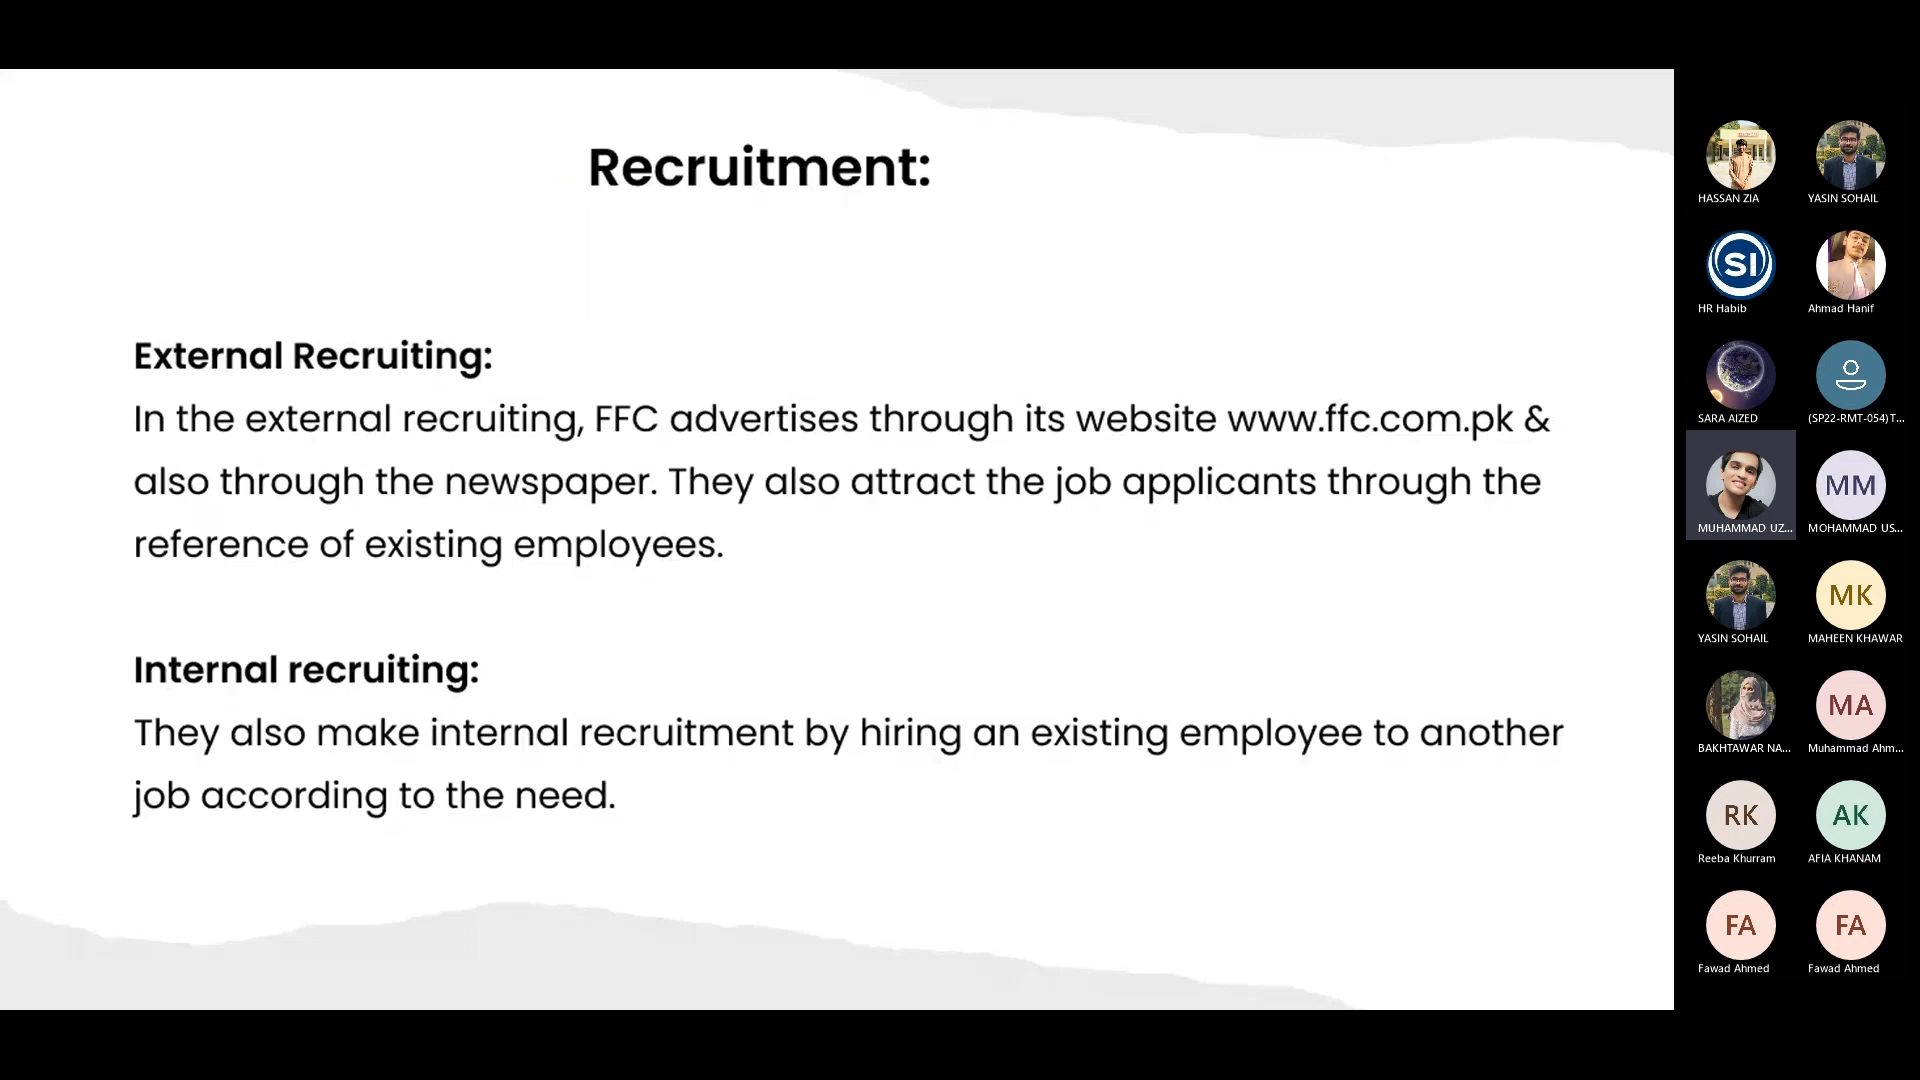 Recruitment:
External Recruiting:
In the external recruiting, FFC advertises through its website www.ffc.com.pk &
also through the newspaper. They also attract the job applicants through the
reference of existing employees.
Internal recruiting:
They also make internal recruitment by hiring an existing employee to another
job according to the need.
HASSAN ZIA
YASIN SOHAIL
SI
HR Habib
Ahmad Hanif
SARA AIZED
(SP22-RMT-054) T...
MUHAMMAD UZ...
MM
MOHAMMAD US...
YASIN SOHAIL
MK
MAHEEN KHAWAR
BAKHTAWAR NA...
MA
Muhammad Ahm...
RK
Reeba Khurram
AK
AFIA KHANAM
FA
Fawad Ahmed
FA
Fawad Ahmed